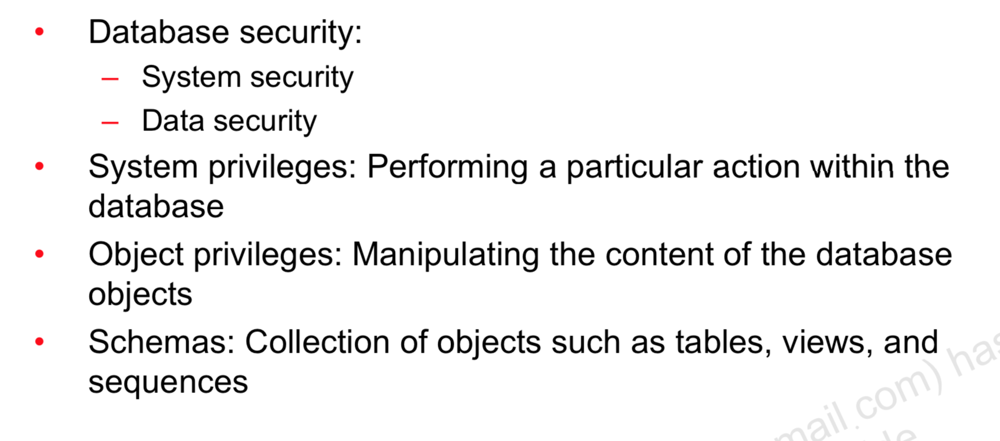 • Database security:
– System security
– Data security
• System privileges: Performing a particular action within the
database
• Object privileges: Manipulating the content of the database
objects
• Schemas: Collection of objects such as tables, views, and
sequences
mail.com) has